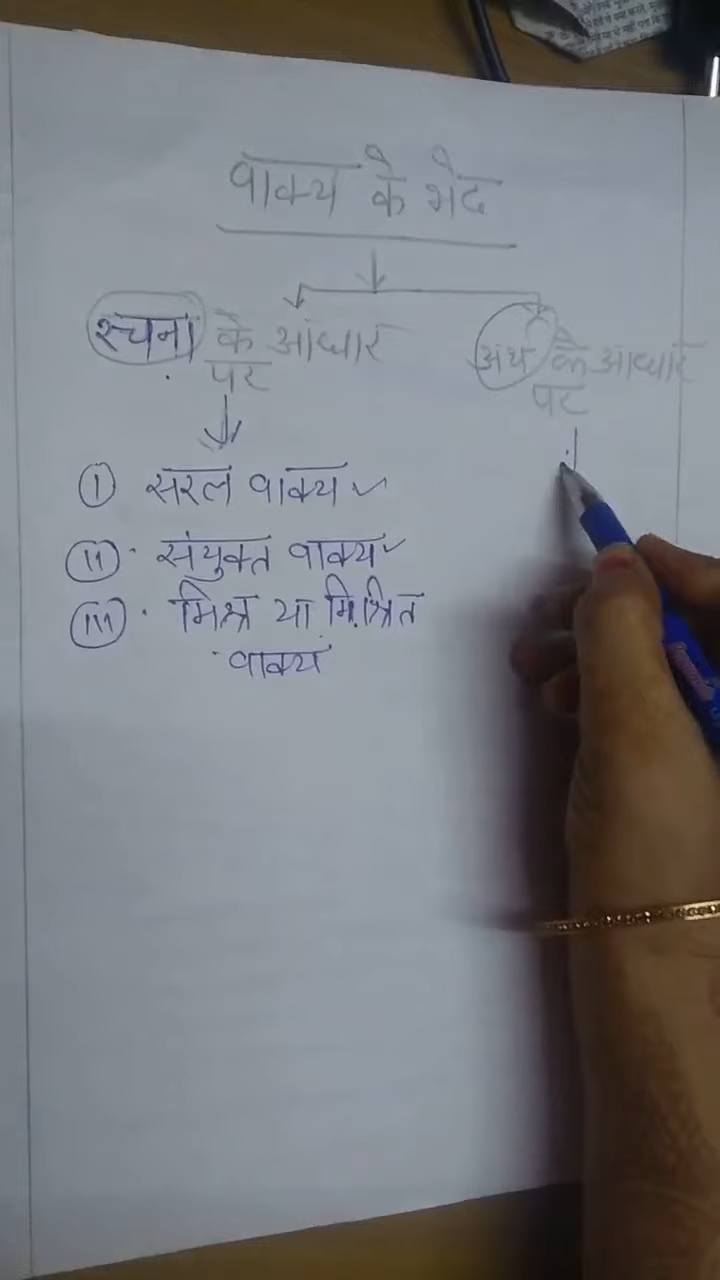 वाक्य के भेद
रचना के आधार
पर
अर्थ के आधार
पर
(i) सरल वाक्य ✓
(ii) · संयुक्त वाक्य ✓
(iii) · मिश्र या मिश्रित
वाक्य